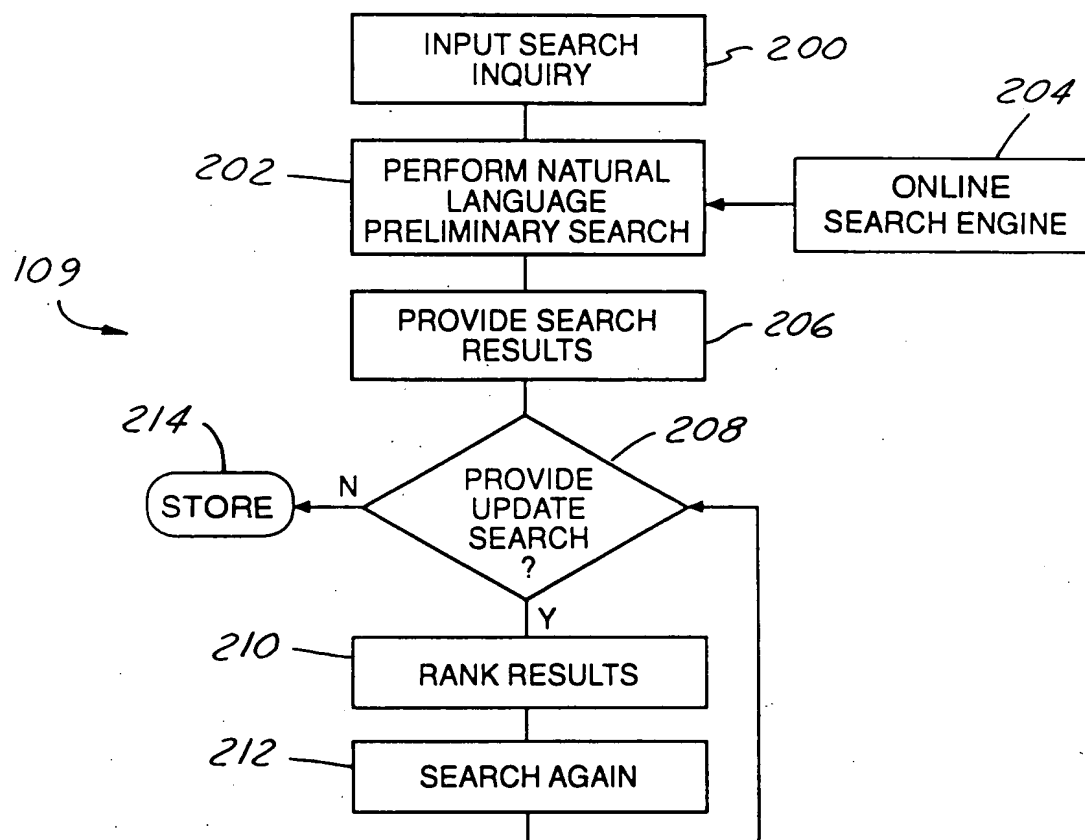 INPUT SEARCH
INQUIRY
200
204
202
PERFORM NATURAL
LANGUAGE
PRELIMINARY SEARCH
ONLINE
SEARCH ENGINE
109
PROVIDE SEARCH
RESULTS
206
214
208
STORE
N
PROVIDE
UPDATE
SEARCH
?
Y
210
RANK RESULTS
212
SEARCH AGAIN